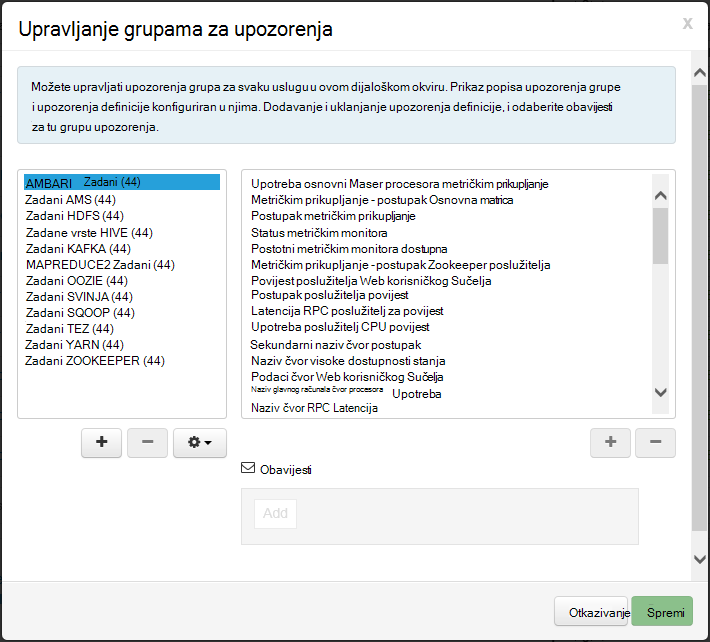 Upravljanje grupama za upozorenja
x
Možete upravljati upozorenja grupa za svaku uslugu u ovom dijaloškom okviru. Prikaz popisa upozorenja grupe
i upozorenja definicije konfiguriran u njima. Dodavanje i uklanjanje upozorenja definicije, i odaberite obavijesti
za tu grupu upozorenja.
AMBARI Zadani (44)
Zadani AMS (44)
Zadani HDFS (44)
Zadane vrste HIVE (44)
Zadani KAFKA (44)
MAPREDUCE2 Zadani (44)
Zadani OOZIE (44)
Zadani SVINJA (44)
Zadani SQOOP (44)
Zadani TEZ (44)
Zadani YARN (44)
Zadani ZOOKEEPER (44)
Upotreba osnovni Maser procesora metričkim prikupljanje
Metričkim prikupljanje - postupak Osnovna matrica
Postupak metričkim prikupljanje
Status metričkim monitora
Postotni metričkim monitora dostupna
Metričkim prikupljanje - postupak Zookeeper poslužitelja
Povijest poslužitelja Web korisničkog Sučelja
Postupak poslužitelja povijest
Latencija RPC poslužitelj za povijest
Upotreba poslužitelj CPU povijest
Sekundarni naziv čvor postupak
Naziv čvor visoke dostupnosti stanja
Podaci čvor Web korisničkog Sučelja
Naziv glavnog računala čvor procesora Upotreba
Naziv čvor RPC Latencija
Obavijesti
Add
Otkazivanje
Spremi